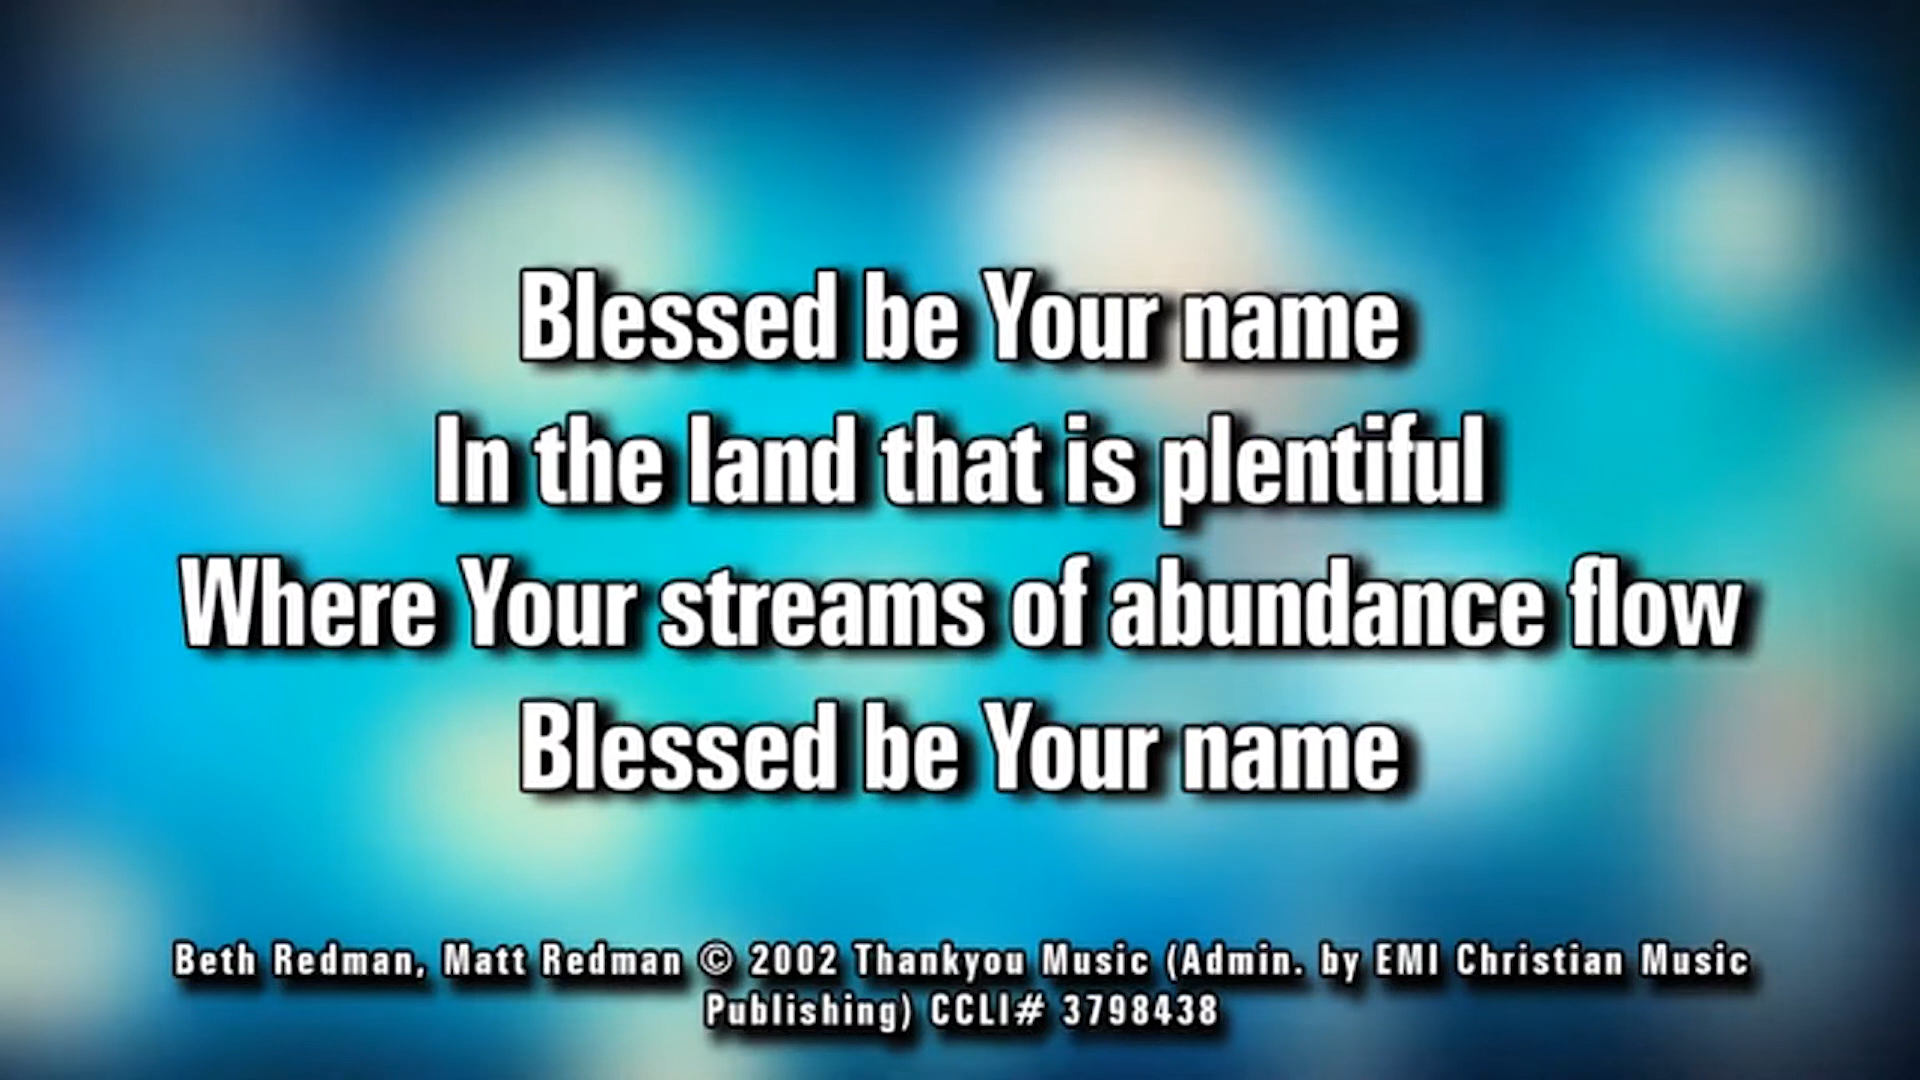 Blessed be Your name
In the land that is plentiful
Where Your streams of abundance flow
Blessed be Your name
Beth Redman, Matt Redman © 2002 Thankyou Music (Admin. by EMI Christian Music
Publishing) CCLI# 3798438